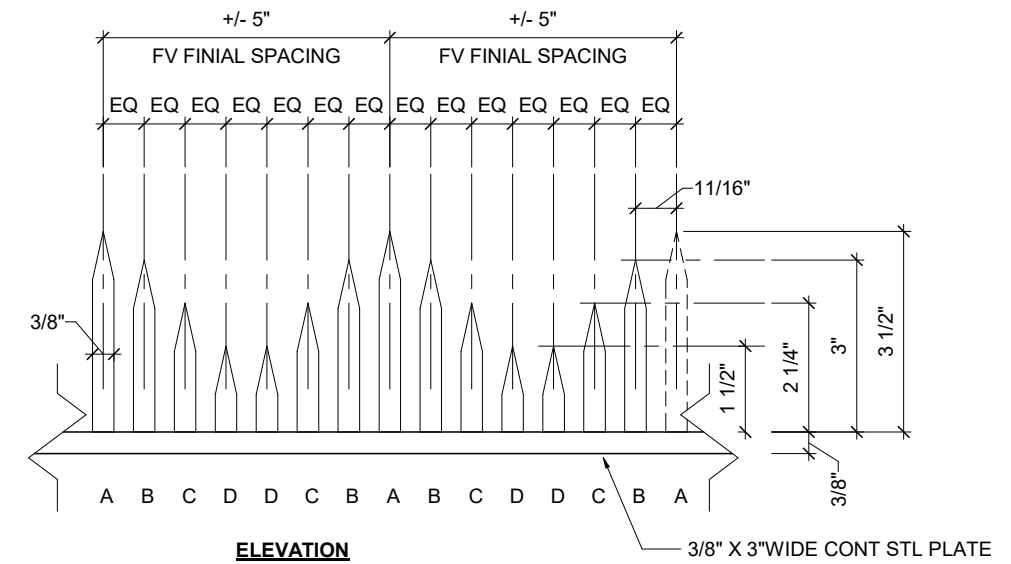 +/- 5" +/- 5"
FV FINIAL SPACING FV FINIAL SPACING
EQ EQ EQ EQ EQ EQ EQ EQ EQ EQ EQ EQ EQ EQ
11/16"
3/8"
1 1/2"
2 1/4"
3"
3 1/2"
3/8"
A B C D D C B A B C D D C B A
ELEVATION
3/8" X 3"WIDE CONT STL PLATE